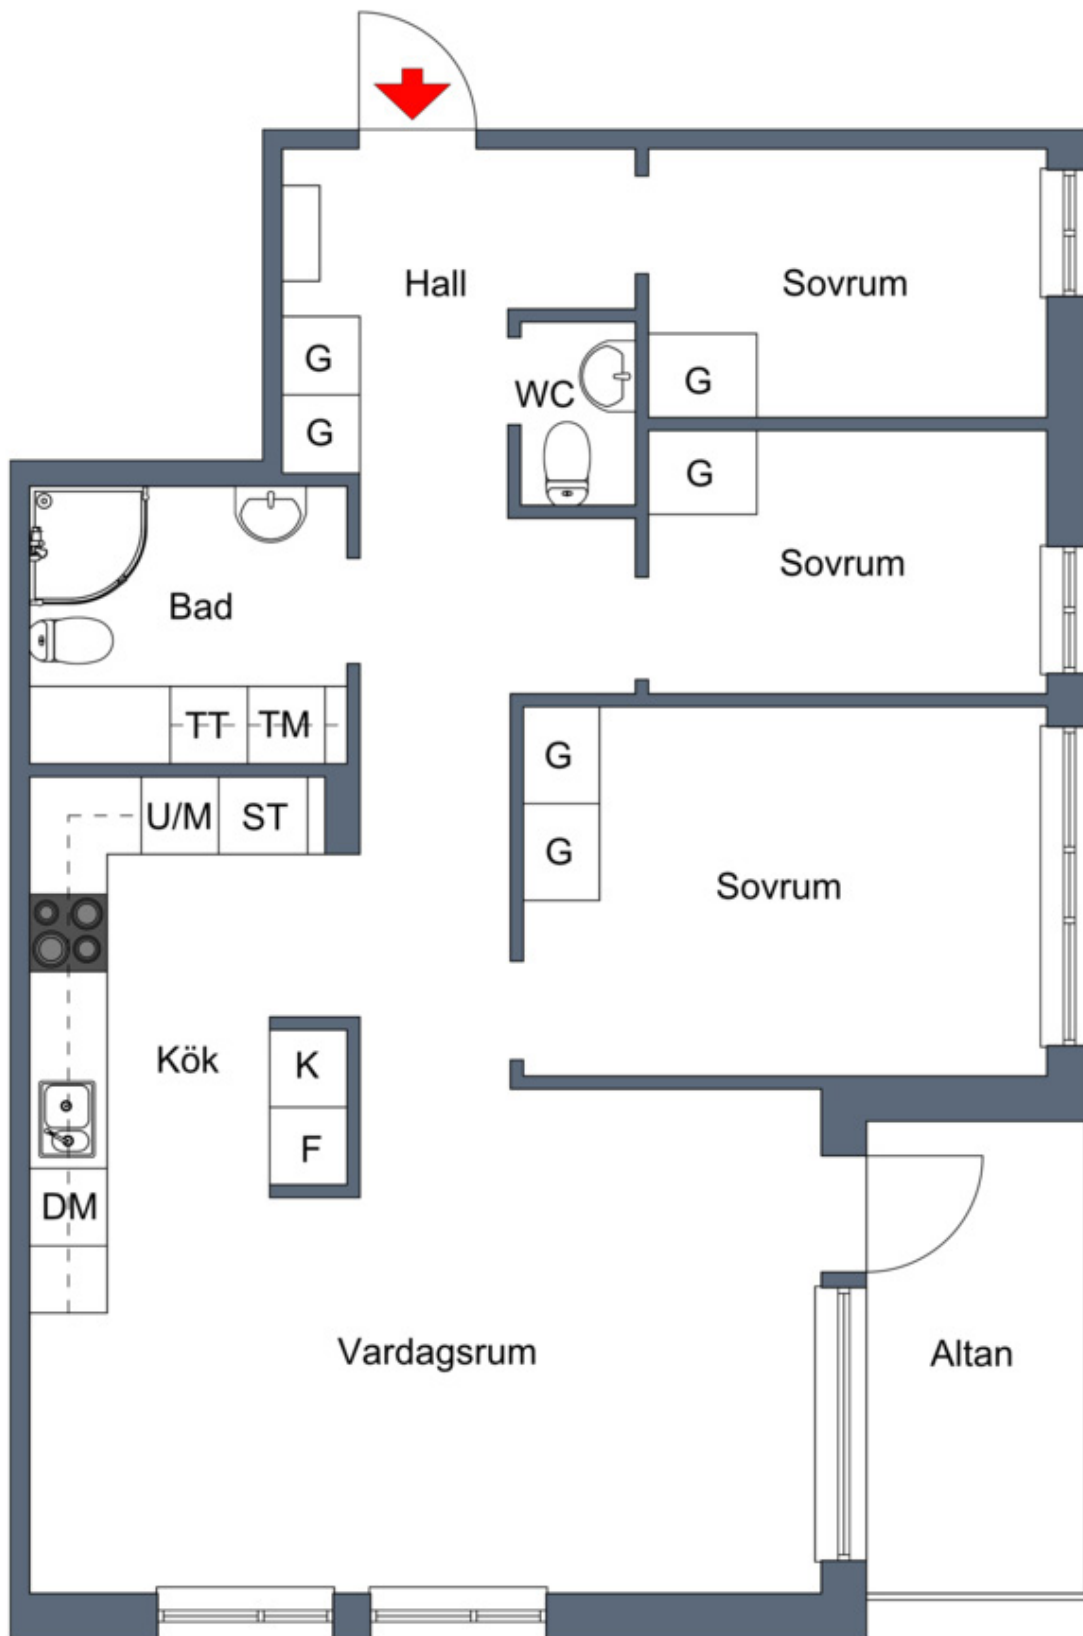 Hall
Sovrum
G
G
WC
G
G
Sovrum
Bad
TT
TM
U/M
ST
G
G
Sovrum
Kök
K
F
DM
Vardagsrum
Altan